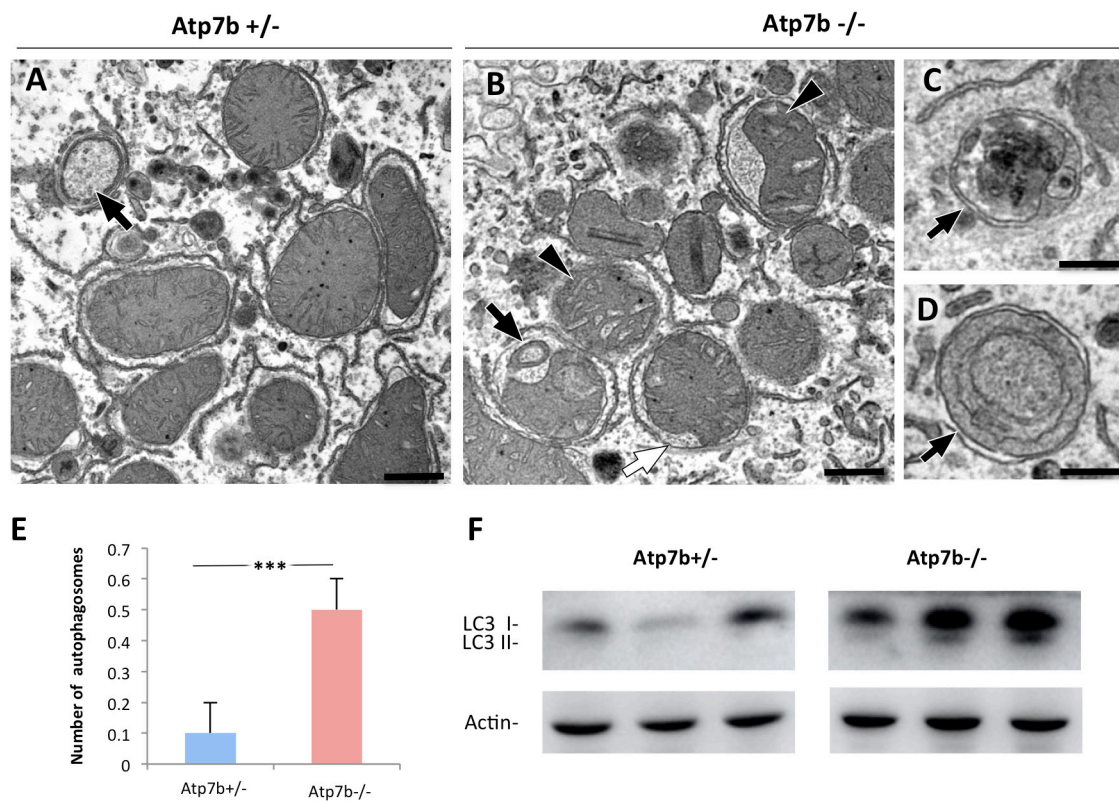 Atp7b +/-
Atp7b -/-
A
B
C
D
E
Number of autophagosomes
0.7
0.6
0.5
0.4
0.3
0.2
0.1
0
***
Atp7b+/-
Atp7b-/-
F
Atp7b+/-
Atp7b-/-
LC3 I-
LC3 II-
Actin-